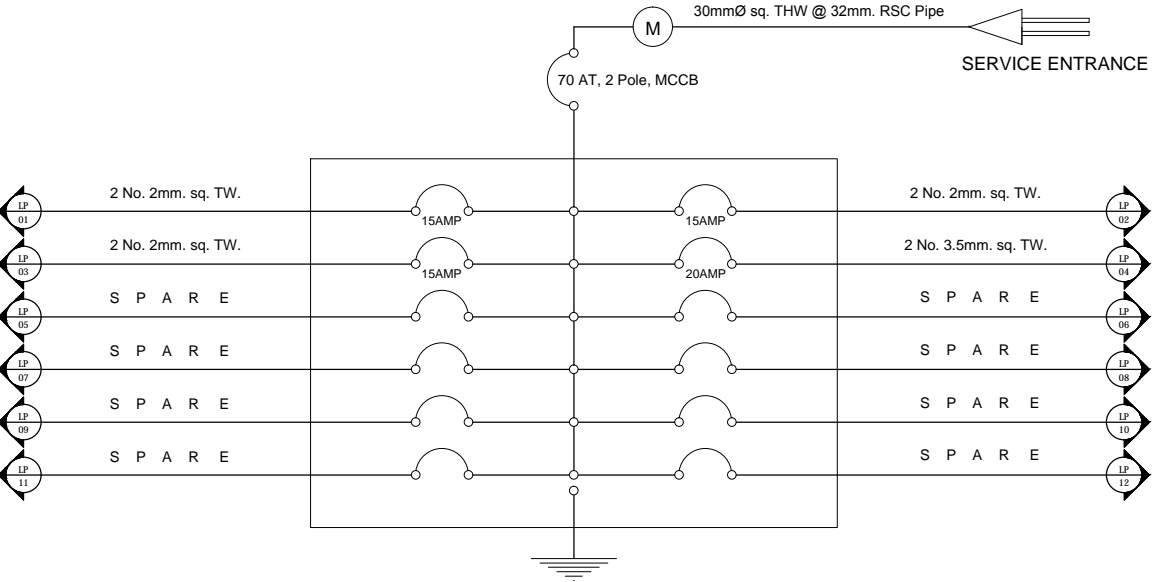 30mmØ sq. THW @ 32mm. RSC Pipe
M
SERVICE ENTRANCE
70 AT, 2 Pole, MCCB
LP
01
2 No. 2mm. sq. TW.
15AMP
15AMP
2 No. 2mm. sq. TW.
LP
02
LP
03
2 No. 2mm. sq. TW.
15AMP
20AMP
2 No. 3.5mm. sq. TW.
LP
04
LP
05
S P A R E
S P A R E
LP
06
LP
07
S P A R E
S P A R E
LP
08
LP
09
S P A R E
S P A R E
LP
10
LP
11
S P A R E
S P A R E
LP
12